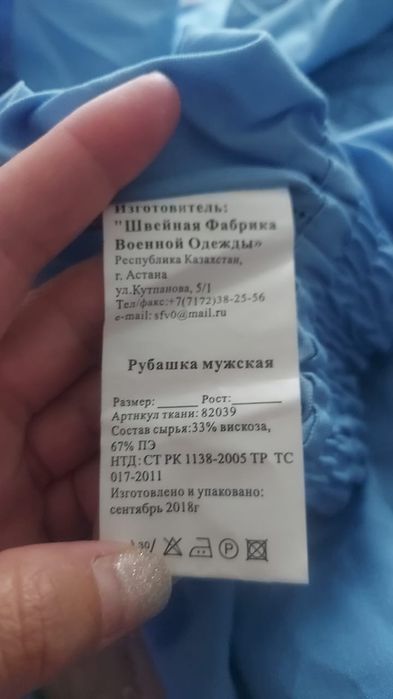 Изготовитель:
"Швейная Фабрика
Военной Одежды»
Республика Казахстан,
г. Астана
ул.Кутпанова, 5/1
Тел/факс:+7(7172)38-25-56
e-mail: sfv0@mail.ru
Рубашка мужская
Размер:______ Рост:________
Артикул ткани: 82039
Состав сырья:33% вискоза,
67% ПЭ
НТД: СТ РК 1138-2005 ТР ТС
017-2011
Изготовлено и упаковано:
сентябрь 2018г
P